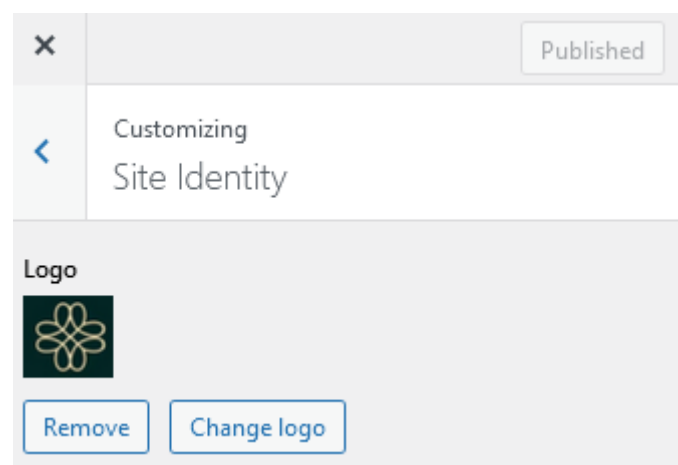 Published
Customizing
Site Identity
Logo
Remove
Change logo